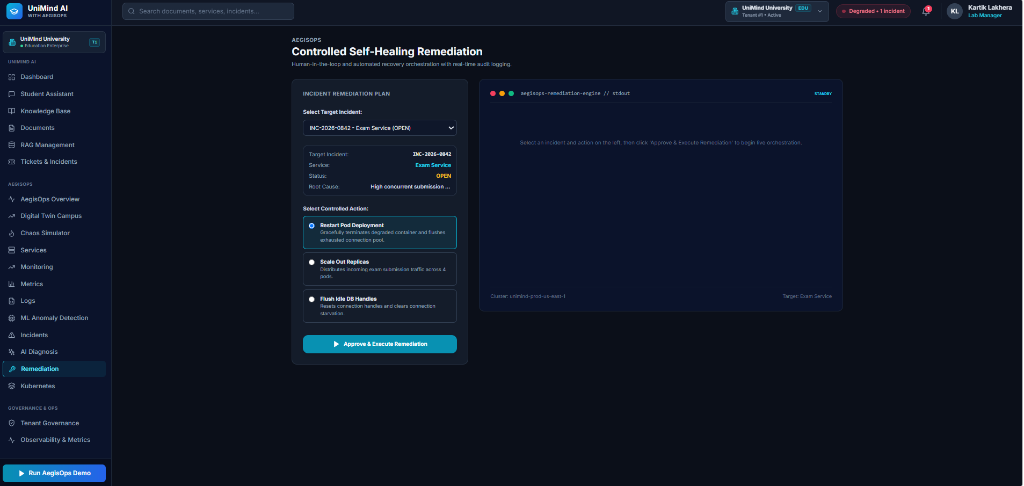 UniMind AI
WITH AEGISOPS
Search documents, services, incidents...
UniMind University EDU
Tenant #1 • Active
Degraded • 1 Incident
1
KL
Kartik Lakhera
Lab Manager
UniMind University
Education Enterprise
UNIMIND AI
Dashboard
Student Assistant
Knowledge Base
Documents
RAG Management
Tickets & Incidents
AEGISOPS
AegisOps Overview
Digital Twin Campus
Chaos Simulator
Services
Monitoring
Metrics
Logs
ML Anomaly Detection
Incidents
AI Diagnosis
Remediation
Kubernetes
GOVERNANCE & OPS
Tenant Governance
Observability & Metrics
Run AegisOps Demo
AEGISOPS
Controlled Self-Healing Remediation
Human-in-the-loop and automated recovery orchestration with real-time audit logging.
INCIDENT REMEDIATION PLAN
Select Target Incident:
INC-2026-0842 - Exam Service (OPEN)
Target Incident: INC-2026-0842
Service: Exam Service
Status: OPEN
Root Cause: High concurrent submission ...
Select Controlled Action:
Restart Pod Deployment
Gracefully terminates degraded container and flushes
exhausted connection pool.
Scale Out Replicas
Distributes incoming exam submission traffic across 4
pods.
Flush Idle DB Handles
Resets connection handles and clears connection
starvation.
Approve & Execute Remediation
aegisops-remediation-engine // stdout
STANDBY
Select an incident and action on the left, then click 'Approve & Execute Remediation' to begin live orchestration.
Cluster: unimind-prod-us-east-1
Target: Exam Service